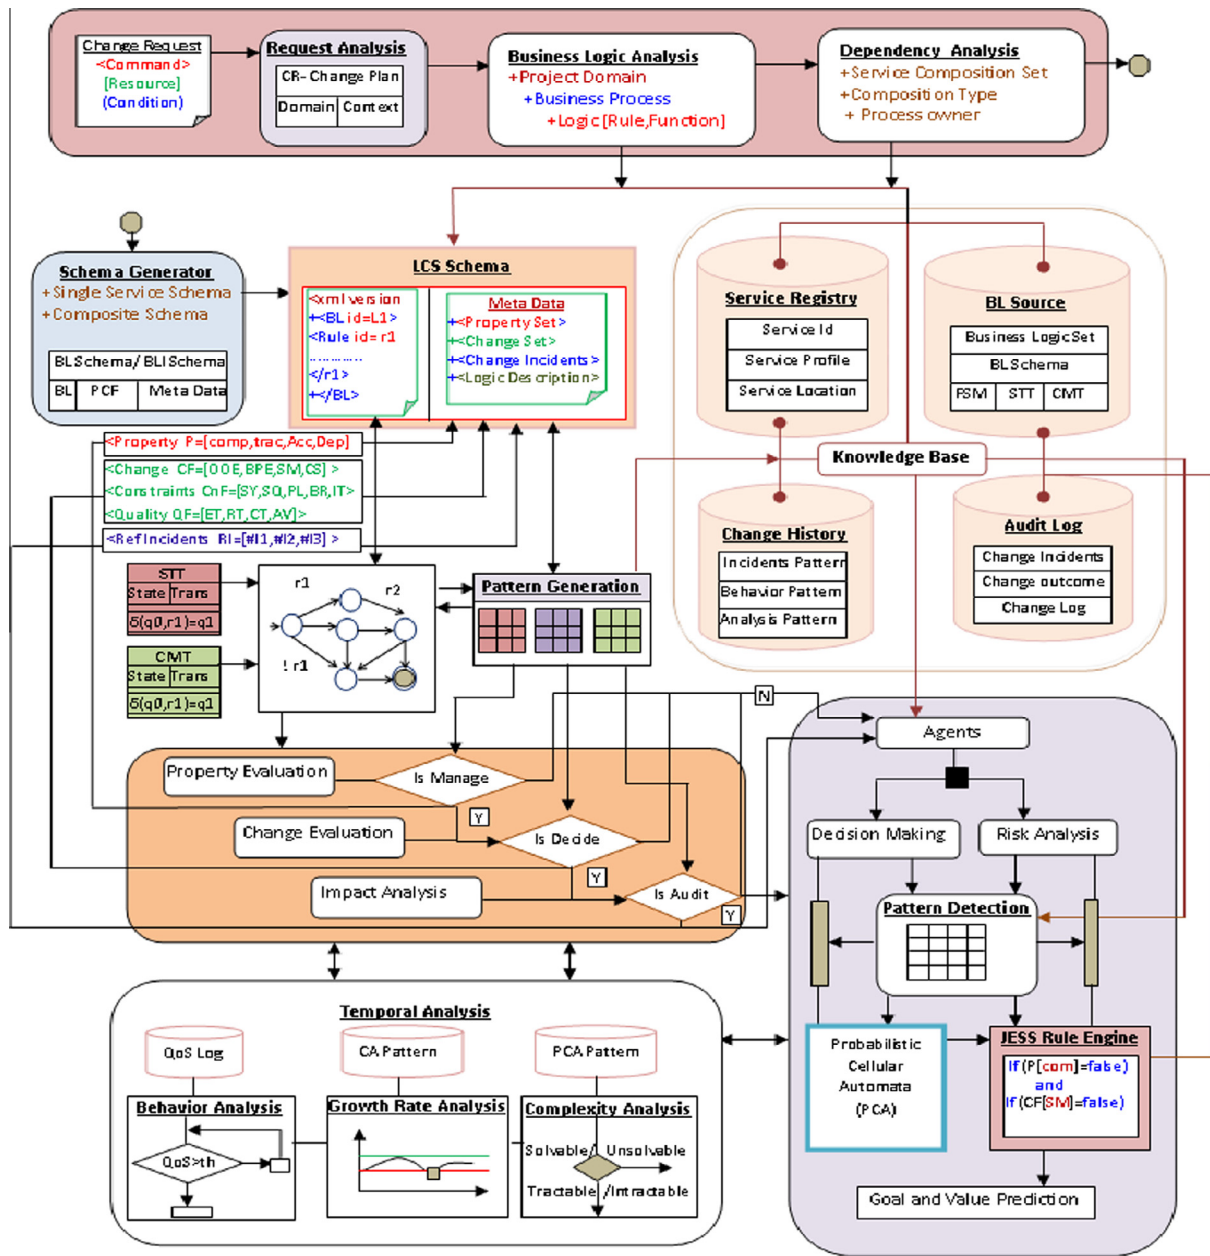 Change Request
<Command>
[Resource]
(Condition)
Request Analysis
CR- Change Plan
Domain Context
Business Logic Analysis
+Project Domain
+Business Process
+Logic [Rule,Function]
Dependency Analysis
+Service Composition Set
+Composition Type
+ Process owner
Schema Generator
+Single Service Schema
+Composite Schema
BLSchema/BLISchema
BL PCF Meta Data
LCS Schema
<xml version
+<BL id=L1>
<Rule id= r1
.............
</r1>
+</BL>
Meta Data
+<Property Set>
+<Change Set>
+<Change Incidents>
+<Logic Description>
Service Registry
Service Id
Service Profile
Service Location
BL Source
Business LogicSet
BLSchema
FSM STT CMT
Knowledge Base
Change History
Incidents Pattern
Behavior Pattern
Analysis Pattern
Audit Log
Change Incidents
Change outcome
Change Log
<Property P=[comp,trac,Acc,Dep]
<Change CF=[OOE,BPE,SM,CS] >
<Constraints CnF=[SY,SQ,PL,BR,IT>
<Quality QF=[ET,RT,CT,AV]>
<RefIncidents RI=[#I1,#I2,#I3] >
STT
State Trans
δ(q0,r1)=q1
CMT
State Trans
δ(q0,r1)=q1
r1
r2
! r1
Pattern Generation
N
Property Evaluation
Is Manage
Y
Change Evaluation
Is Decide
Y
Impact Analysis
Is Audit
Y
Agents
Decision Making
Risk Analysis
Pattern Detection
Probabilistic
Cellular
Automata
(PCA)
JESS Rule Engine
If (P[com]=false)
and
If (CF[SM]=false)
Goal and Value Prediction
Temporal Analysis
QoS Log
CA Pattern
PCA Pattern
Behavior Analysis
QoS>th
Growth Rate Analysis
Complexity Analysis
Solvable/ Unsolvable
Tractable /Intractable